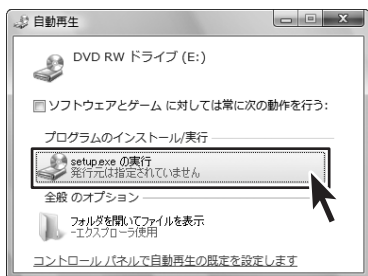 自動再生
DVD RW ドライブ (E:)
ソフトウェアとゲーム に対しては常に次の動作を行う:
プログラムのインストール/実行
setup.exe の実行
発行元は指定されていません
全般 のオプション
フォルダを開いてファイルを表示
-エクスプローラ使用
コントロール パネルで自動再生の既定を設定します